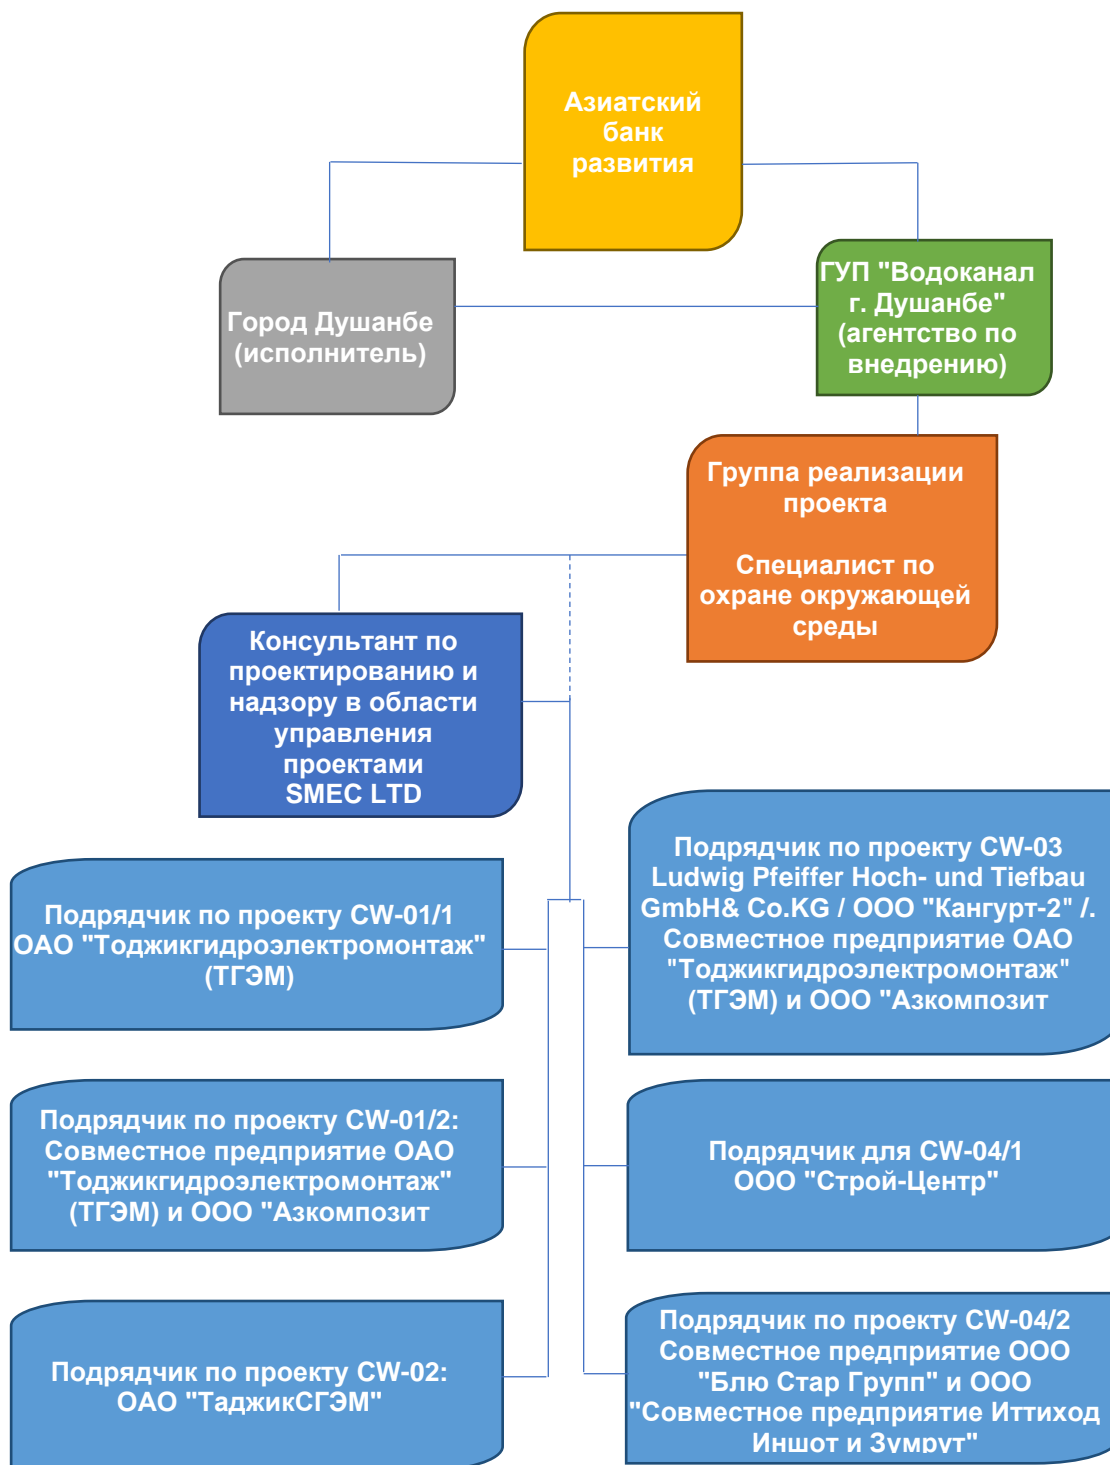 Азиатский
банк
развития
Город Душанбе
(исполнитель)
ГУП "Водоканал
г. Душанбе"
(агентство по
внедрению)
Группа реализации
проекта
Специалист по
охране окружающей
среды
Консультант по
проектированию и
надзору в области
управления
проектами
SMEC LTD
Подрядчик по проекту CW-01/1
ОАО "Тоджикгидроэлектромонтаж"
(ТГЭМ)
Подрядчик по проекту CW-03
Ludwig Pfeiffer Hoch- und Tiefbau
GmbH& Co.KG / ООО "Кангурт-2" /.
Совместное предприятие ОАО
"Тоджикгидроэлектромонтаж"
(ТГЭМ) и ООО "Азкомпозит
Подрядчик по проекту CW-01/2:
Совместное предприятие ОАО
"Тоджикгидроэлектромонтаж"
(ТГЭМ) и ООО "Азкомпозит
Подрядчик для CW-04/1
ООО "Строй-Центр"
Подрядчик по проекту CW-02:
ОАО "ТаджикСГЭМ"
Подрядчик по проекту CW-04/2
Совместное предприятие ООО
"Блю Стар Групп" и ООО
"Совместное предприятие Иттиход
Иншот и Зумрут"